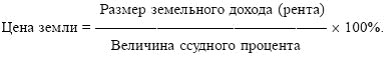 Размер земельного дохода (рента)
Цена земли = × 100%.
Величина ссудного процента